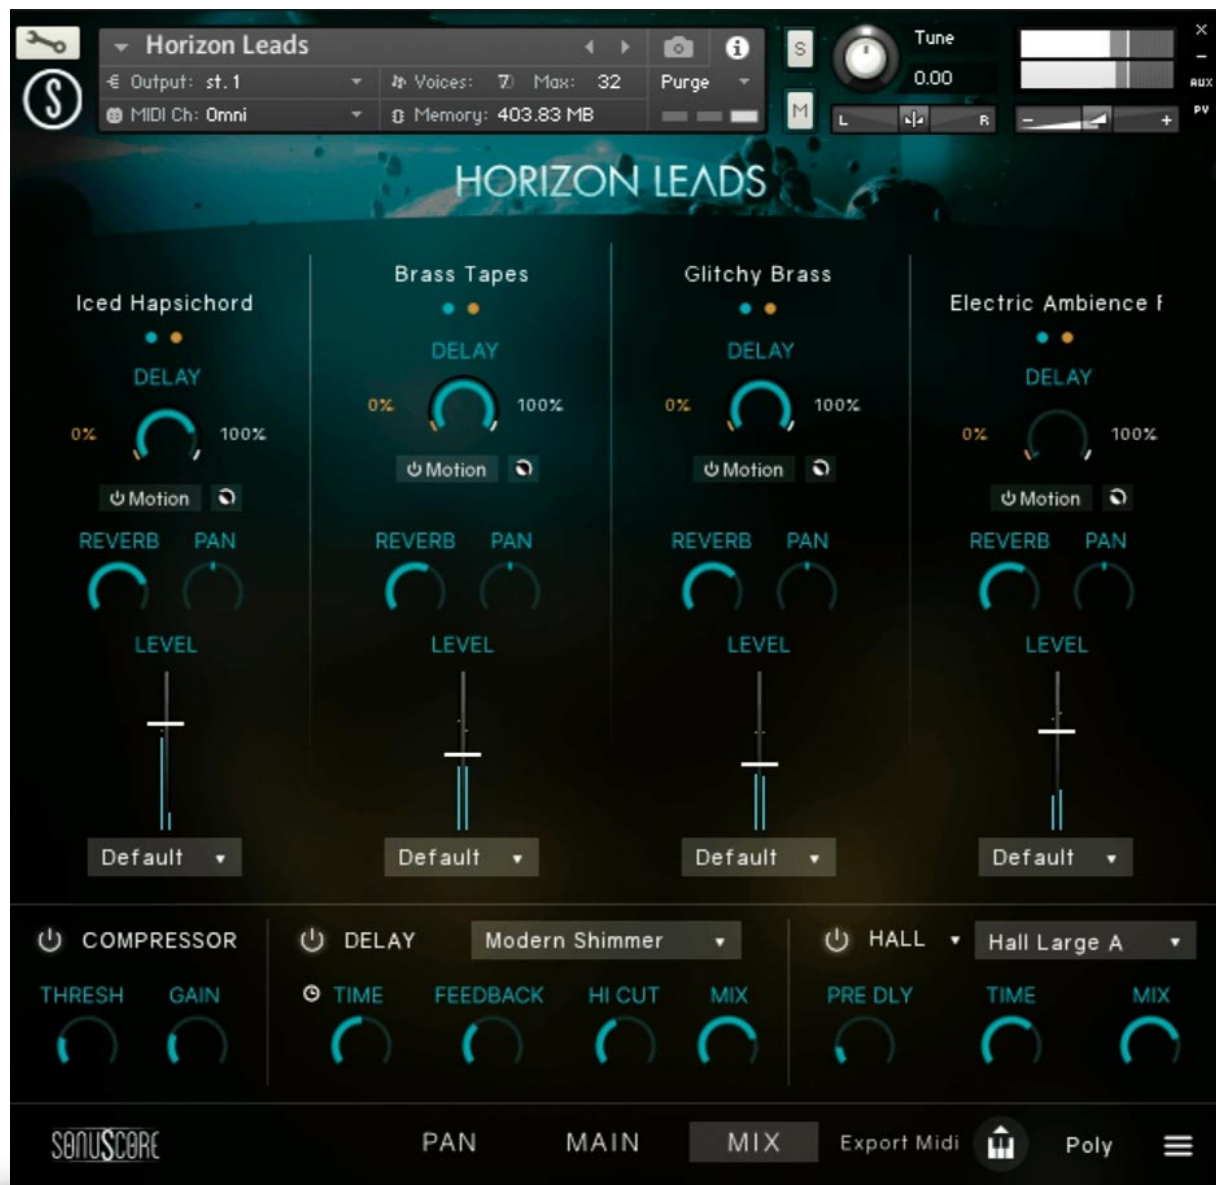 Horizon Leads
Output: st.1
Voices: 7 Max: 32
Purge
MIDI Ch: Omni
Memory: 403.83 MB
S
M
Tune
0.00
L R
- +
X
-
AUX
PV
HORIZON LEADS
Iced Hapsichord
Brass Tapes
Glitchy Brass
Electric Ambience
DELAY
DELAY
DELAY
DELAY
0% 100%
0% 100%
0% 100%
0% 100%
Motion
Motion
Motion
Motion
REVERB PAN
REVERB PAN
REVERB PAN
REVERB PAN
LEVEL
LEVEL
LEVEL
LEVEL
Default
Default
Default
Default
COMPRESSOR
DELAY
Modern Shimmer
HALL
Hall Large A
THRESH GAIN
TIME FEEDBACK HI CUT MIX
PRE DLY TIME MIX
SONUSCORE
PAN MAIN MIX Export Midi Poly